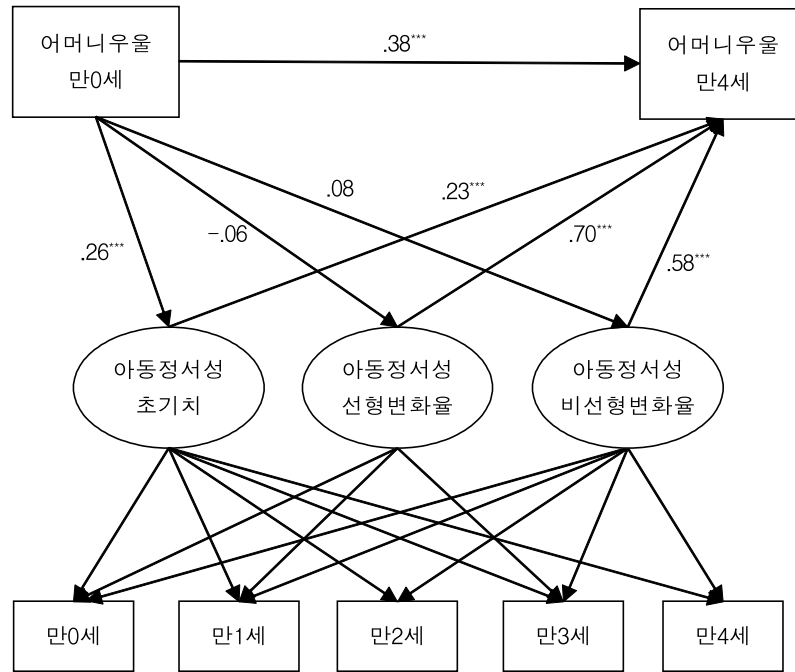 어머니우울
만0세
어머니우울
만4세
.38***
.08
.23***
.26***
-.06
.70***
.58***
아동정서성
초기치
아동정서성
선형변화율
아동정서성
비선형변화율
만0세
만1세
만2세
만3세
만4세